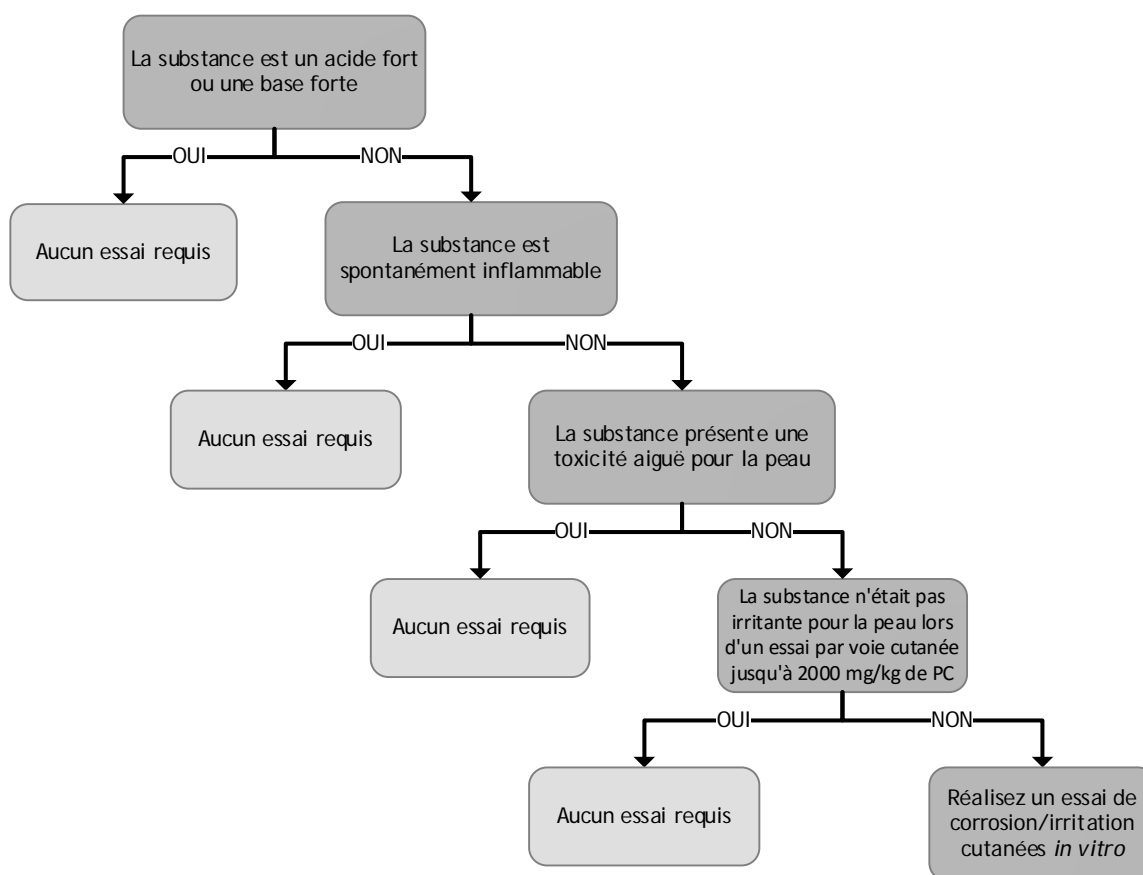 La substance est un acide fort
ou une base forte
OUI
NON
Aucun essai requis
La substance est
spontanément inflammable
OUI
NON
Aucun essai requis
La substance présente une
toxicité aiguë pour la peau
OUI
NON
Aucun essai requis
La substance n'était pas
irritante pour la peau lors
d'un essai par voie cutanée
jusqu'à 2000 mg/kg de PC
OUI
NON
Aucun essai requis
Réalisez un essai de
corrosion/irritation
cutanées in vitro